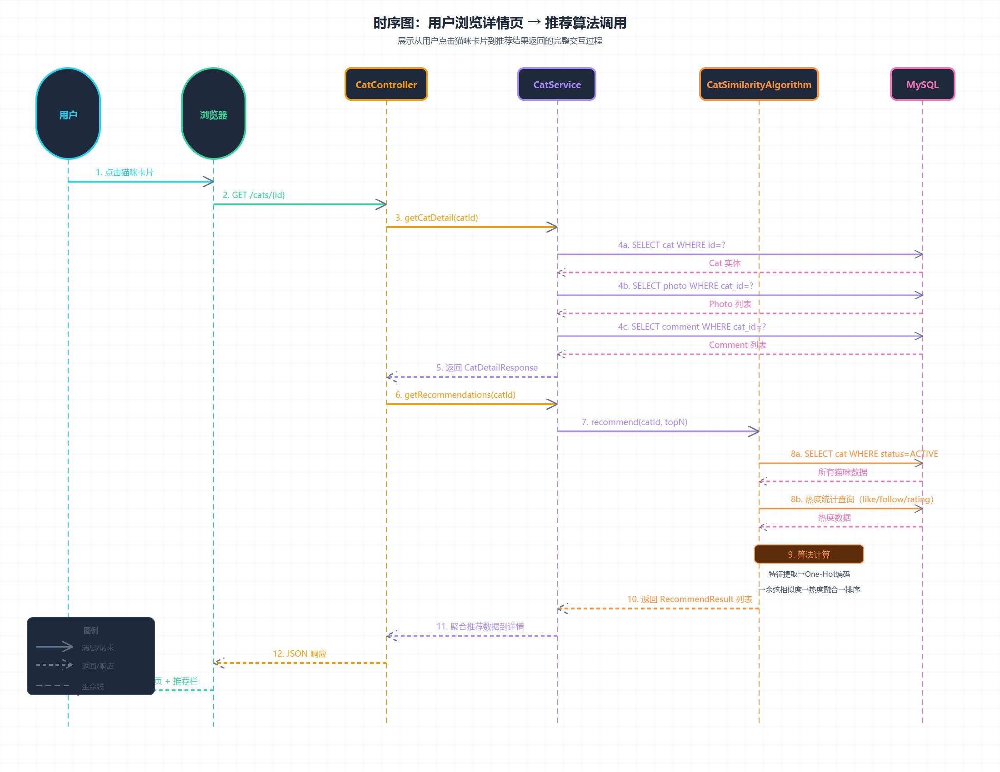 时序图：用户浏览详情页 → 推荐算法调用
展示从用户点击猫咪卡片到推荐结果返回的完整交互过程
用户
浏览器
CatController
CatService
CatSimilarityAlgorithm
MySQL
1. 点击猫咪卡片
2. GET /cats/{id}
3. getCatDetail(catId)
4a. SELECT cat WHERE id=?
Cat 实体
4b. SELECT photo WHERE cat_id=?
Photo 列表
4c. SELECT comment WHERE cat_id=?
Comment 列表
5. 返回 CatDetailResponse
6. getRecommendations(catId)
7. recommend(catId, topN)
8a. SELECT cat WHERE status=ACTIVE
所有猫咪数据
8b. 热度统计查询（like/follow/rating）
热度数据
9. 算法计算
特征提取→One-Hot编码
→余弦相似度→热度融合→排序
10. 返回 RecommendResult 列表
11. 聚合推荐数据到详情
12. JSON 响应
页 + 推荐栏
图例
消息/请求
返回/响应
生命线